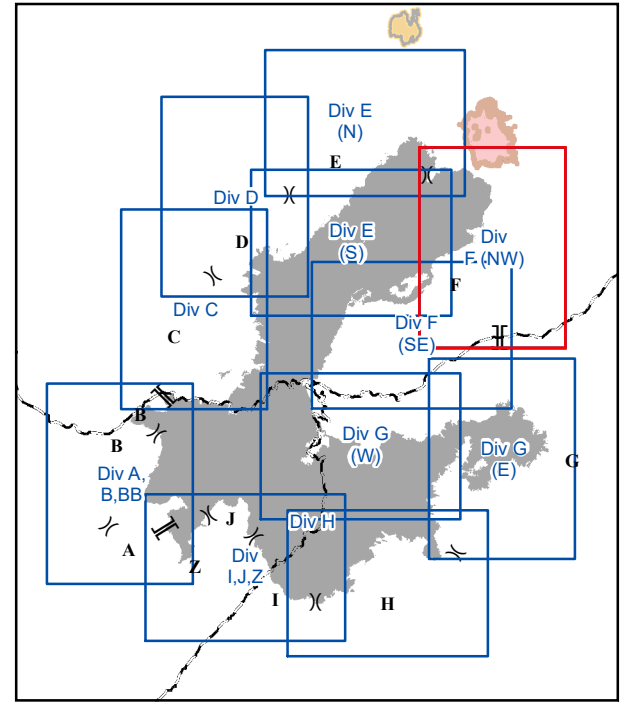 Div E
(N)
E
Div D
D
Div E
(S)
Div
F (NW)
F
Div C
C
Div F
(SE)
B
B
Div G
(W)
Div G
(E)
G
Div A,
B,BB
A
J
Div H
Z
Div
I,J,Z
I
H